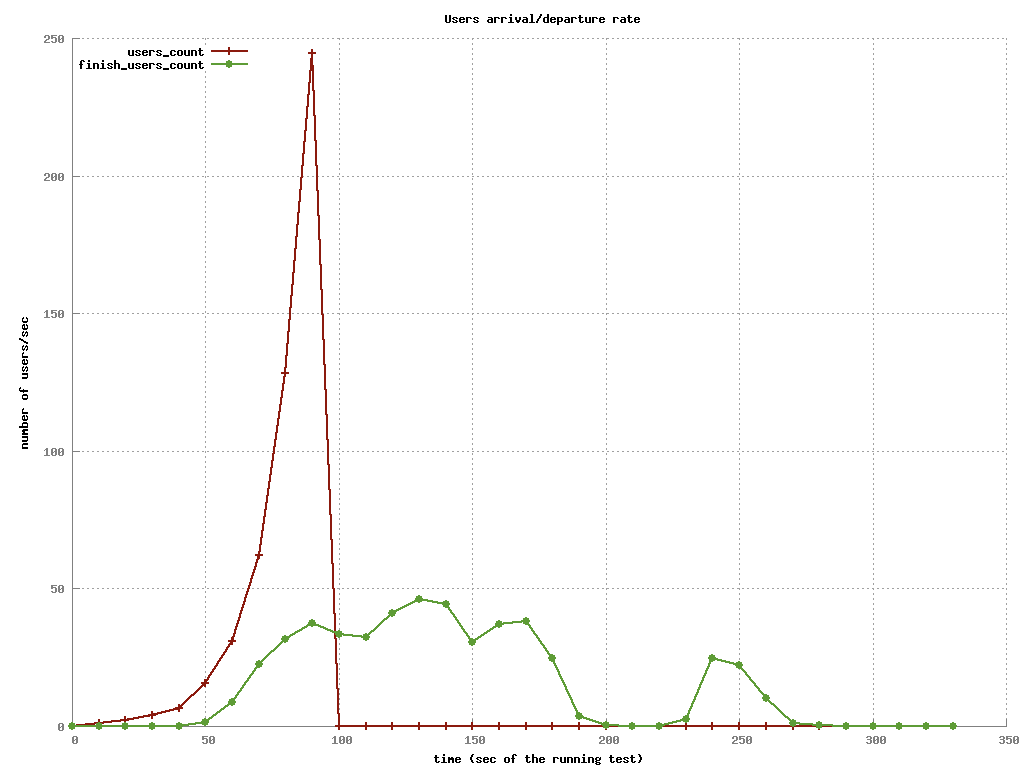 Users arrival/departure rate
250
users_count
finish_users_count
200
150
number of users/sec
100
50
0
0 50 100 150 200 250 300 350
time (sec of the running test)